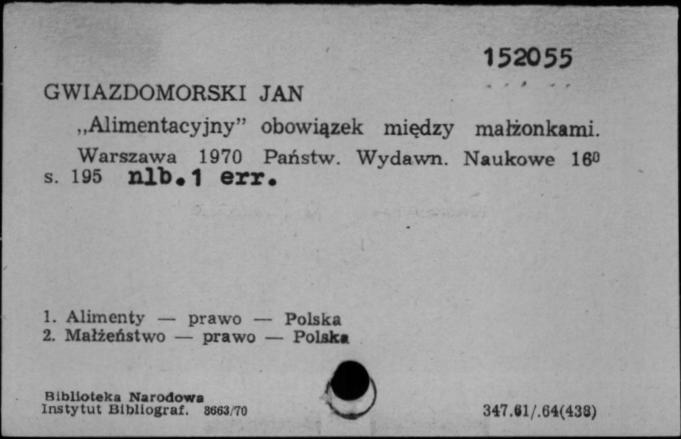 152055
GWIAZDOMORSKI JAN
„Alimentacyjny” obowiązek między małżonkami.
Warszawa 1970 Państw. Wydawn. Naukowe 16⁰
s. 195 nlb.1 err.
1. Alimenty — prawo — Polska
2. Małżeństwo — prawo — Polska
Biblioteka Narodowa
Instytut Bibliograf. 3663/70
347.61/.64(438)